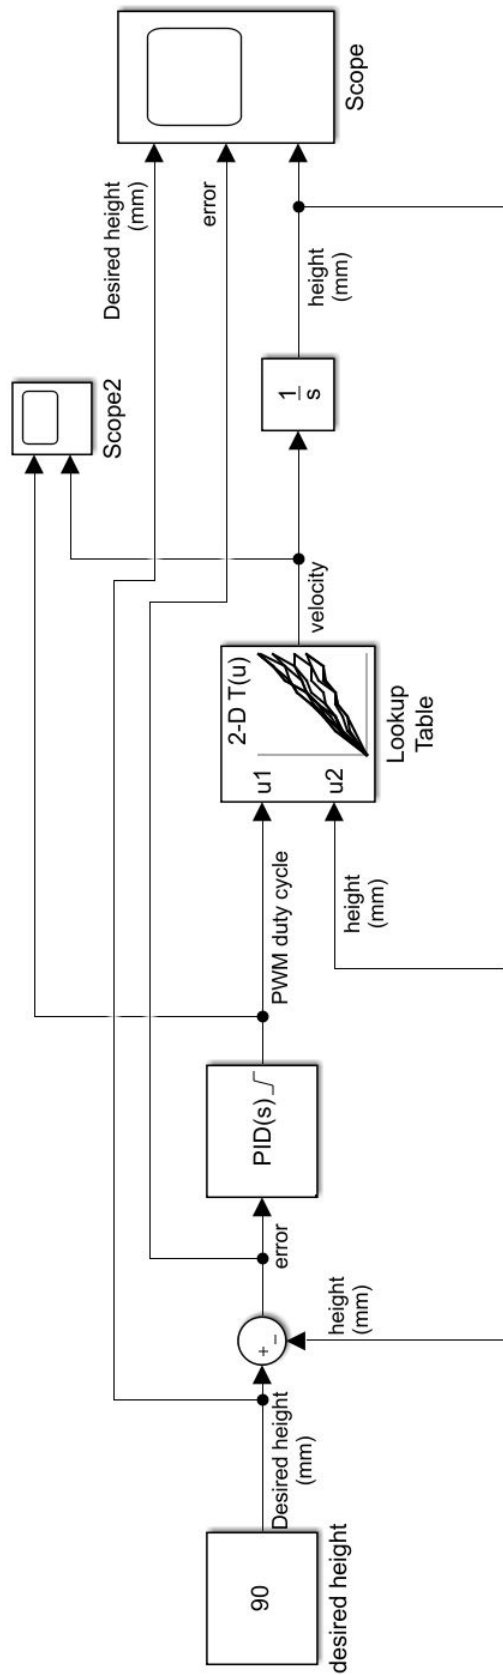 90
desired height
Desired height
(mm)
+
−
height
(mm)
error
PID(s)
PWM duty cycle
height
(mm)
2-D T(u)
u1
u2
Lookup
Table
velocity
1
s
height
(mm)
Scope2
Desired height
(mm)
error
Scope